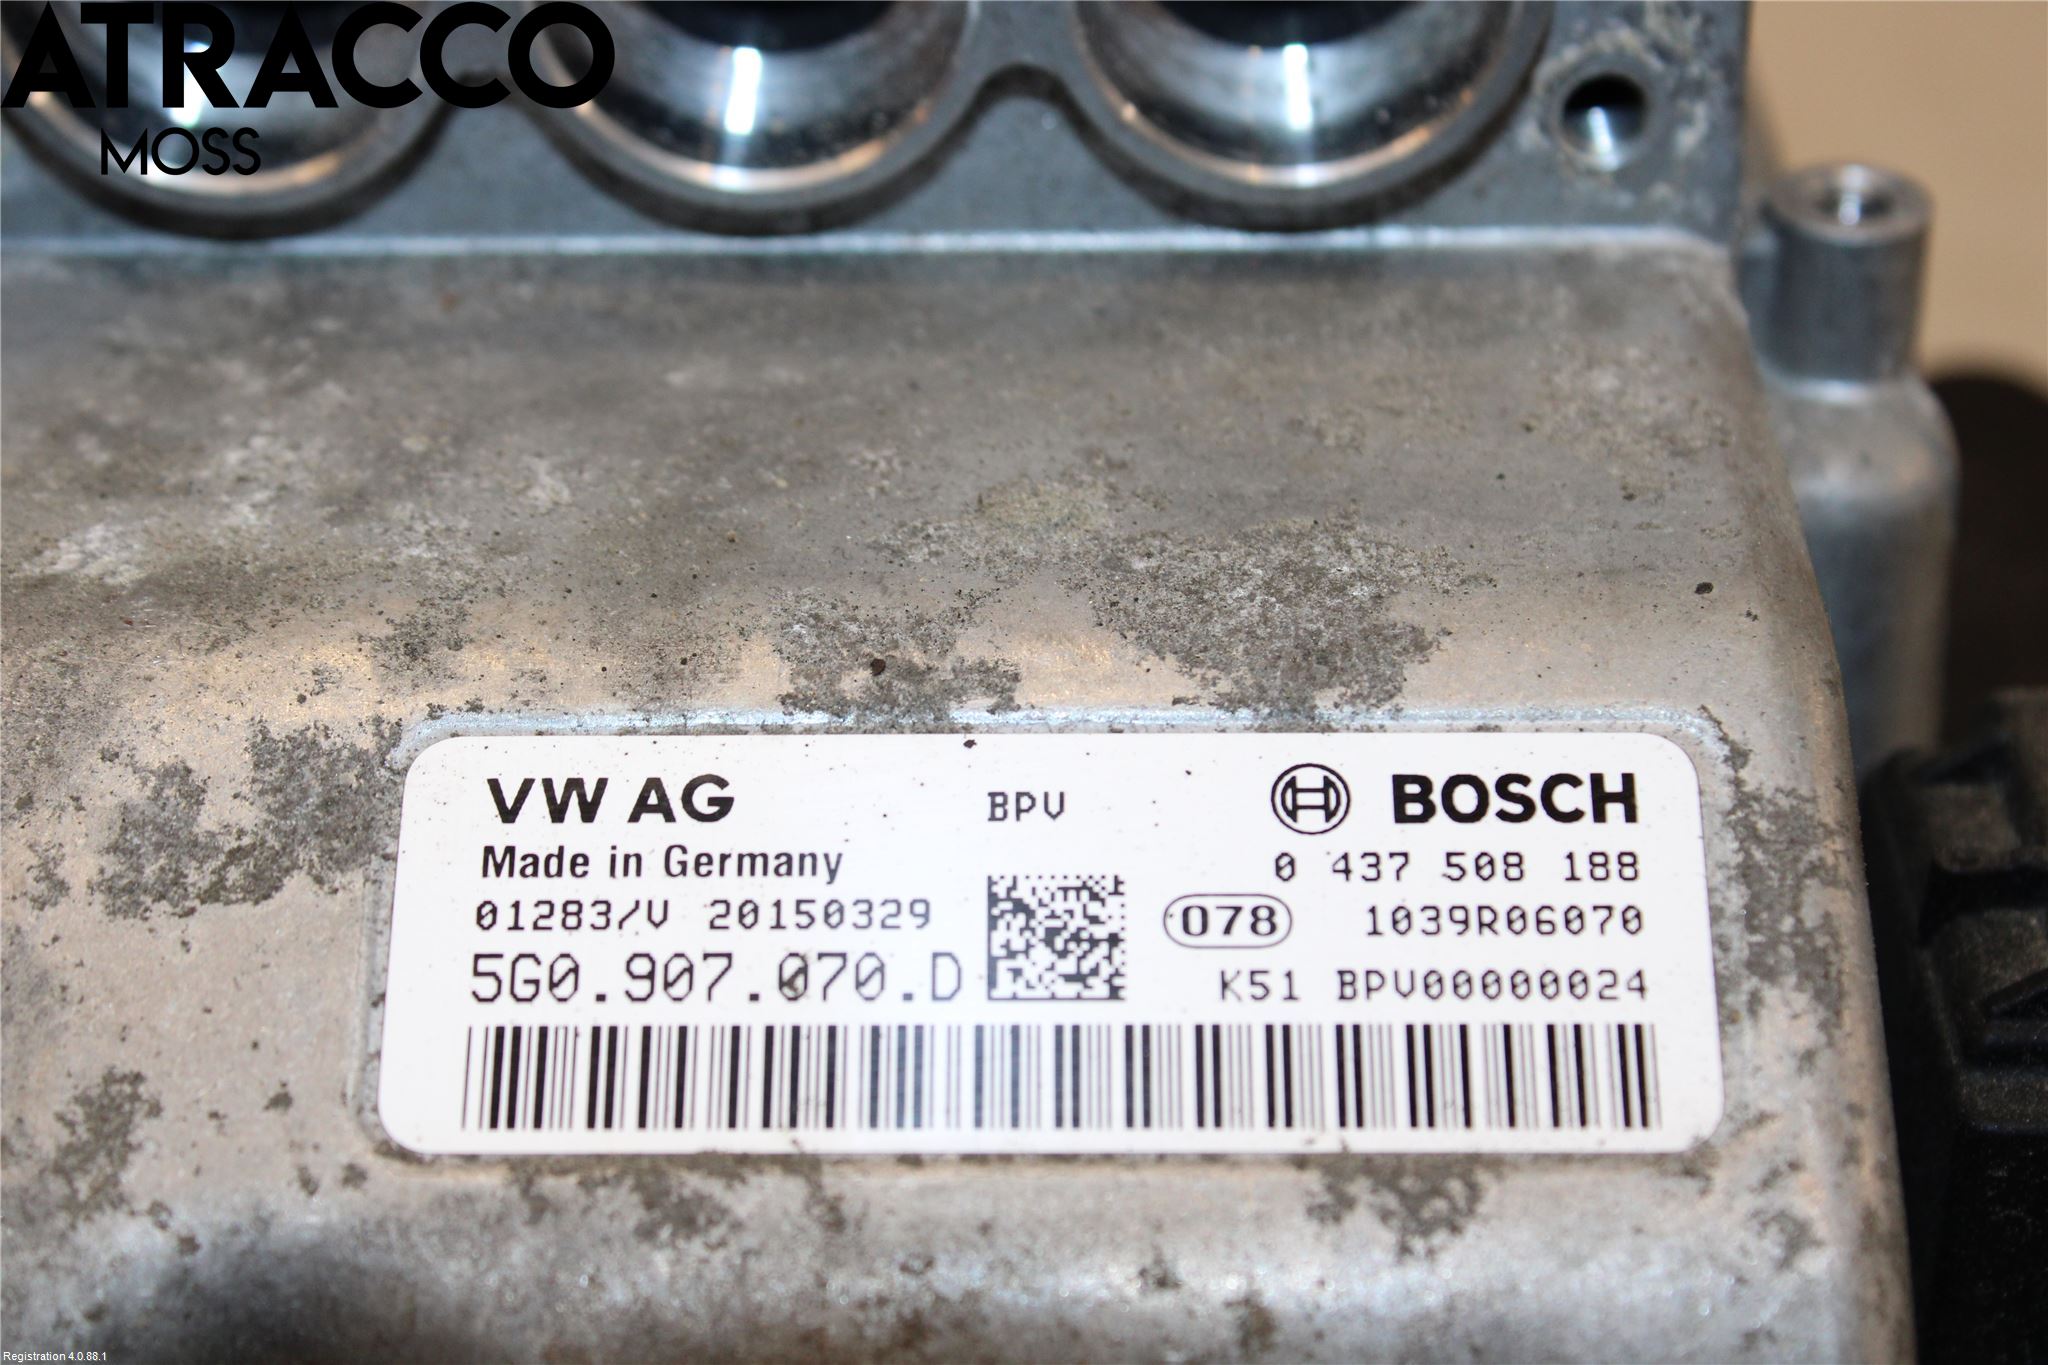 ATRACCO
MOSS
VW AG
BPV
BOSCH
Made in Germany
0 437 508 188
01283/V 20150329
078
1039R06070
5G0.907.070.D
K51 BPV00000024
Registration 4.0.88.1